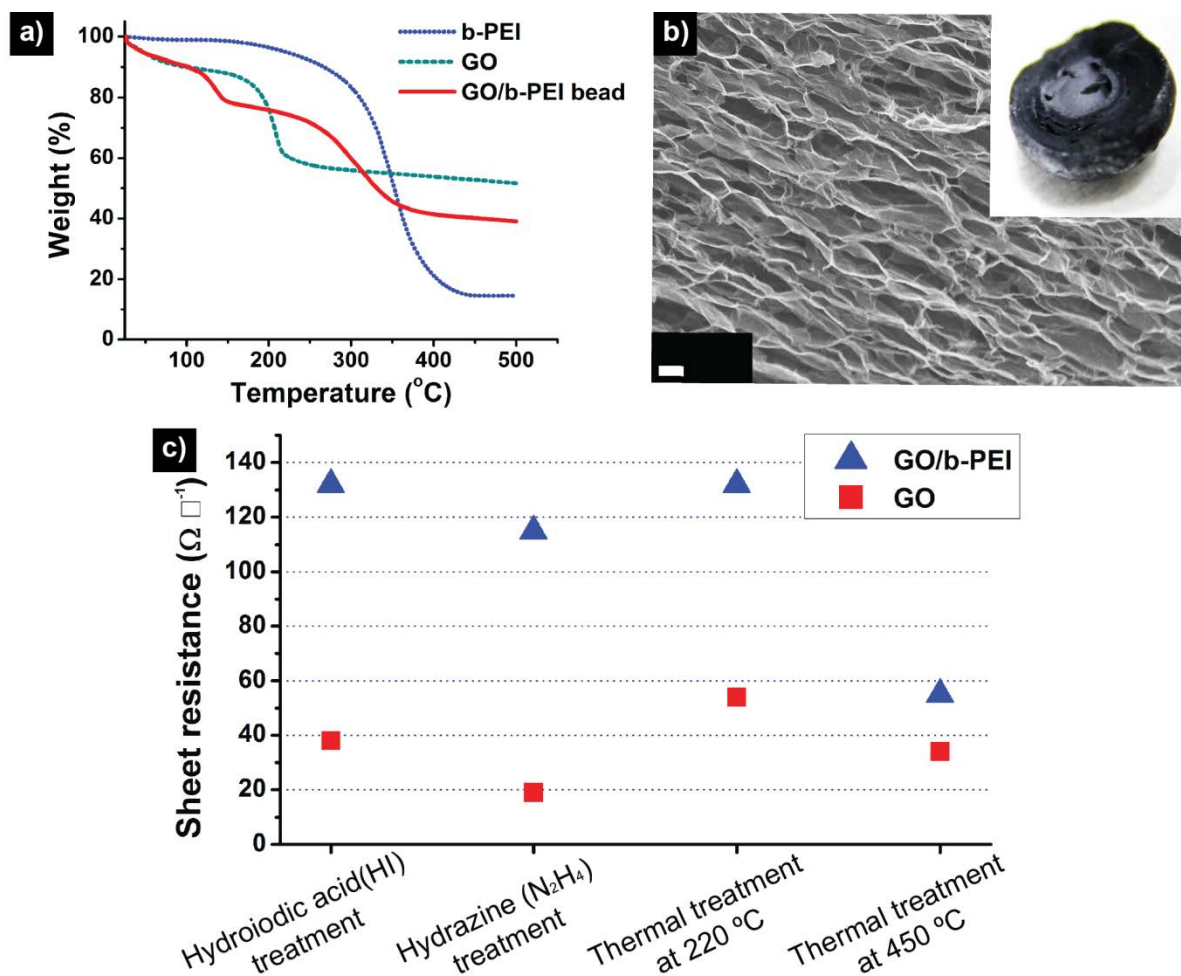 a)
100
80
60
40
20
0
Weight (%)
100 200 300 400 500
Temperature (°C)
b-PEI
GO
GO/b-PEI bead
b)
c)
140
120
100
80
60
40
20
0
Sheet resistance (Ω □⁻¹)
GO/b-PEI
GO
Hydroiodic acid(HI)
treatment
Hydrazine (N₂H₄)
treatment
Thermal treatment
at 220 ºC
Thermal treatment
at 450 ºC